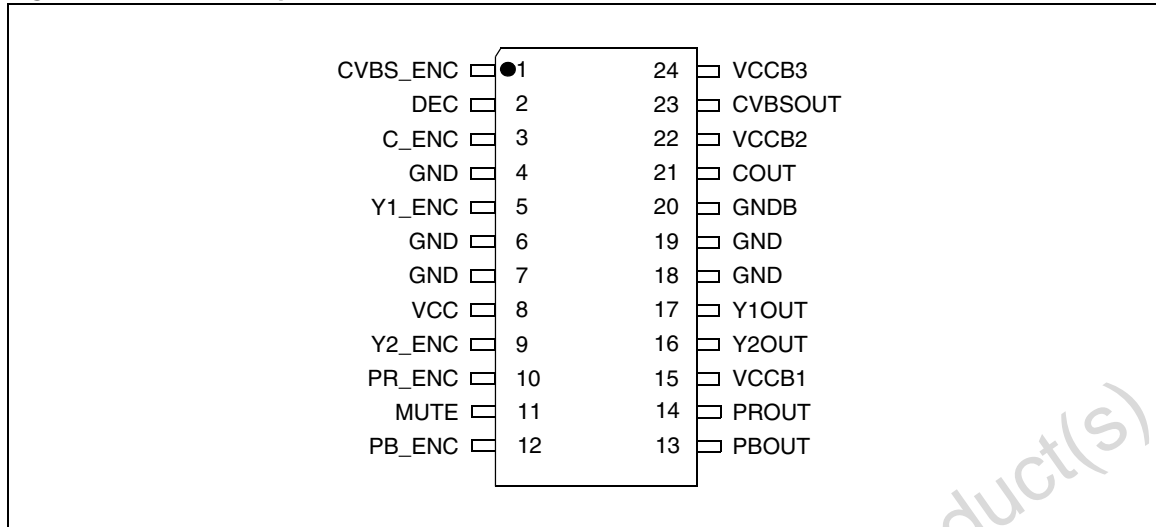 CVBS_ENC 1 24 VCCB3
DEC 2 23 CVBSOUT
C_ENC 3 22 VCCB2
GND 4 21 COUT
Y1_ENC 5 20 GNDB
GND 6 19 GND
GND 7 18 GND
VCC 8 17 Y1OUT
Y2_ENC 9 16 Y2OUT
PR_ENC 10 15 VCCB1
MUTE 11 14 PROUT
PB_ENC 12 13 PBOUT